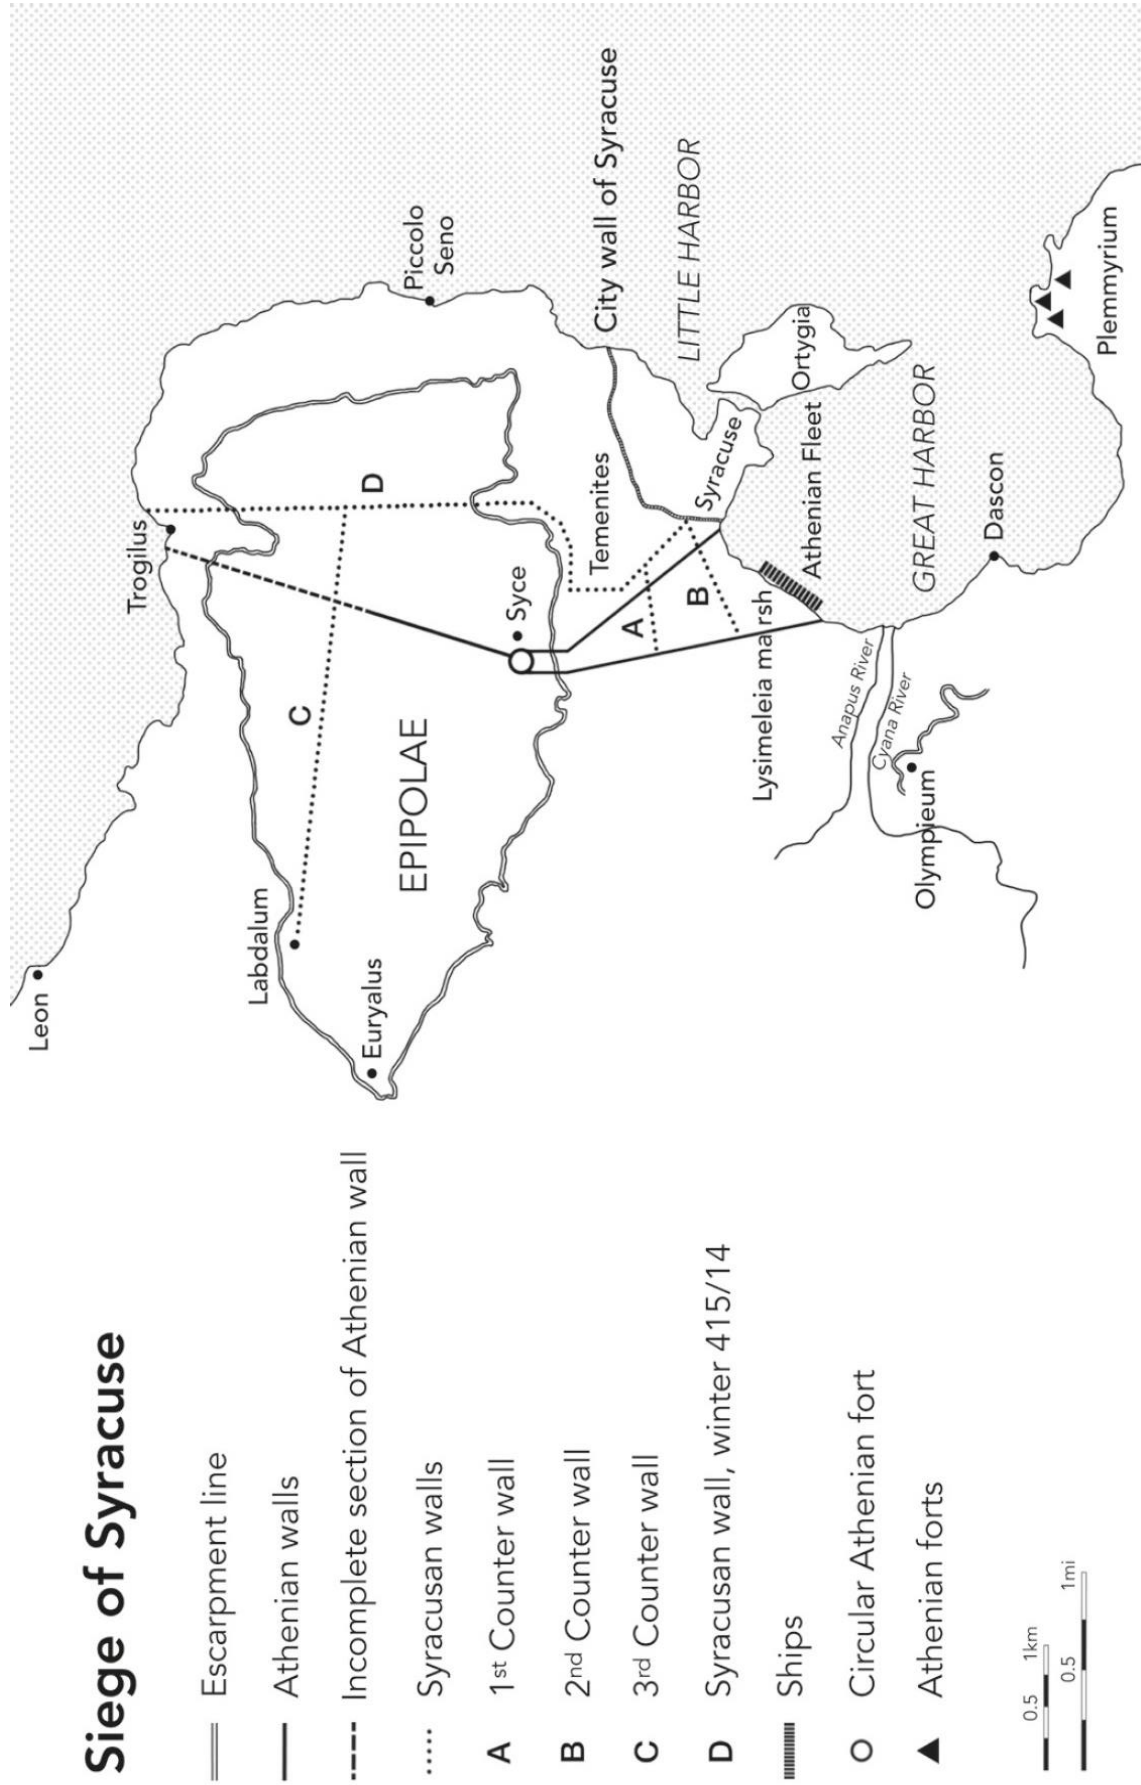 Siege of Syracuse
Escarpment line
Athenian walls
Incomplete section of Athenian wall
Syracusan walls
A 1st Counter wall
B 2nd Counter wall
C 3rd Counter wall
D Syracusan wall, winter 415/14
Ships
Circular Athenian fort
Athenian forts
0.5 1km
0.5 1mi
Leon
Labdalum
Euryalus
EPIPOLAE
C
Trogilus
D
Syce
Piccolo
Seno
Temenites
City wall of Syracuse
LITTLE HARBOR
A
B
Syracuse
Ortygia
Athenian Fleet
Lysimeleia marsh
GREAT HARBOR
Anapus River
Cyana River
Olympieum
Dascon
Plemmyrium